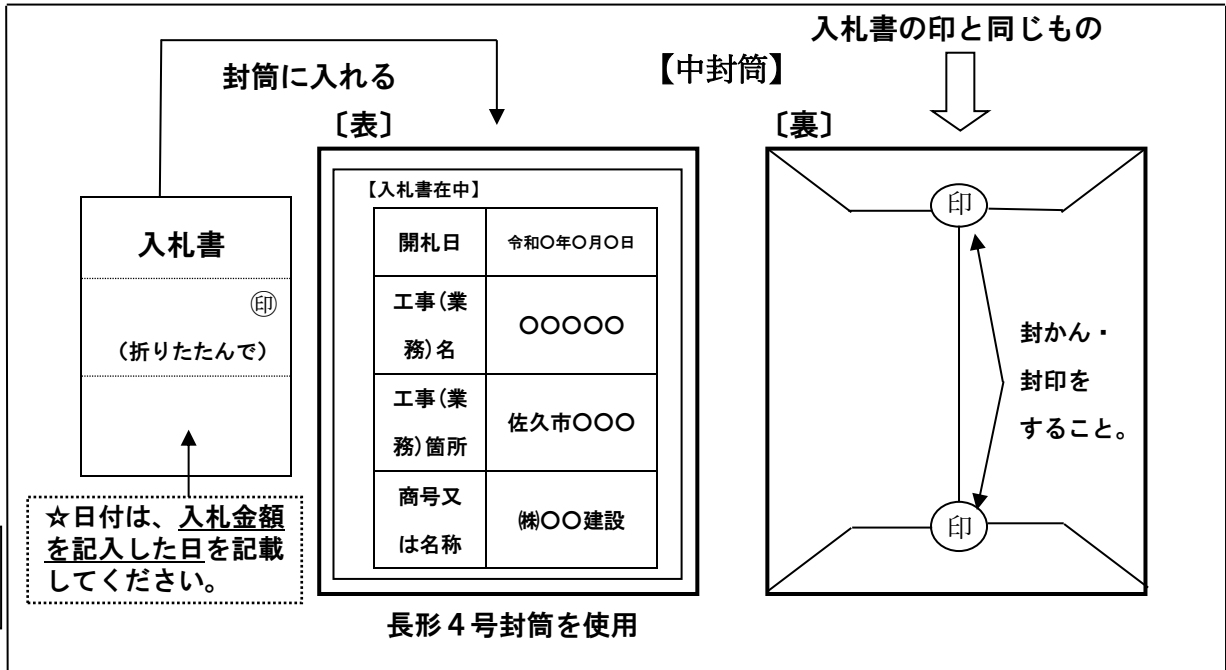 入札書の印と同じもの
封筒に入れる
【中封筒】
〔表〕
〔裏〕
入札書
㊞
(折りたたんで)
☆日付は、入札金額
を記入した日を記載
してください。
【入札書在中】
開札日
令和〇年〇月〇日
工事(業
務)名
〇〇〇〇〇
工事(業
務)箇所
佐久市〇〇〇
商号又
は名称
㈱〇〇建設
長形4号封筒を使用
印
封かん・
封印を
すること。
印